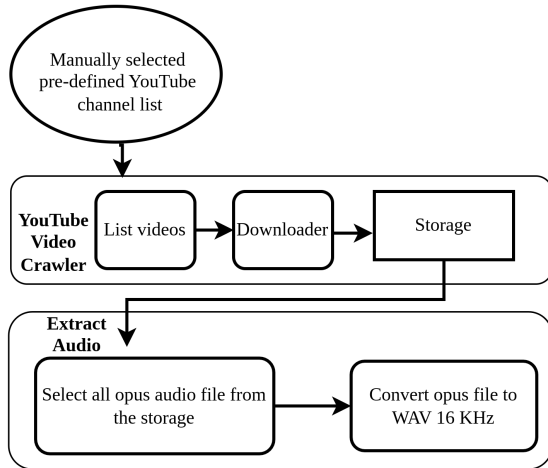 Manually selected
pre-defined YouTube
channel list
YouTube
Video
Crawler
List videos
Downloader
Storage
Extract
Audio
Select all opus audio file from
the storage
Convert opus file to
WAV 16 KHz